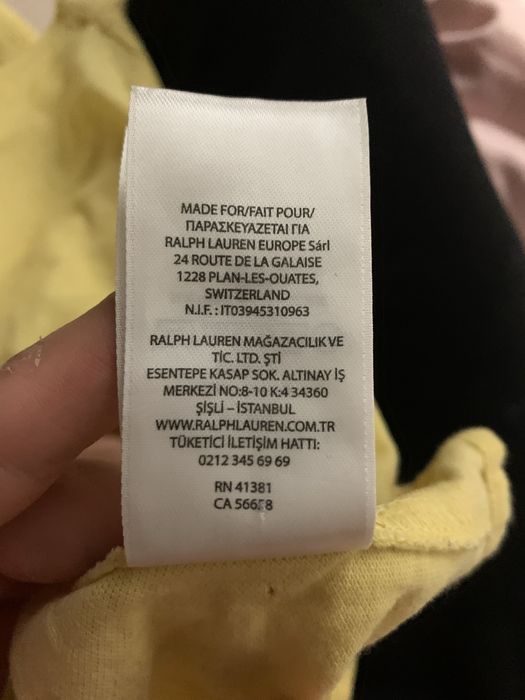 MADE FOR/FAIT POUR/
ΠΑΡΑΣΚΕΥΑΖΕΤΑΙ ΓΙΑ
RALPH LAUREN EUROPE Sárl
24 ROUTE DE LA GALAISE
1228 PLAN-LES-OUATES,
SWITZERLAND
N.I.F. : IT03945310963
RALPH LAUREN MAĞAZACILIK VE
TİC. LTD. ŞTİ
ESENTEPE KASAP SOK. ALTINAY İŞ
MERKEZİ NO:8-10 K:4 34360
ŞİŞLİ – İSTANBUL
WWW.RALPHLAUREN.COM.TR
TÜKETİCİ İLETİŞİM HATTI:
0212 345 69 69
RN 41381
CA